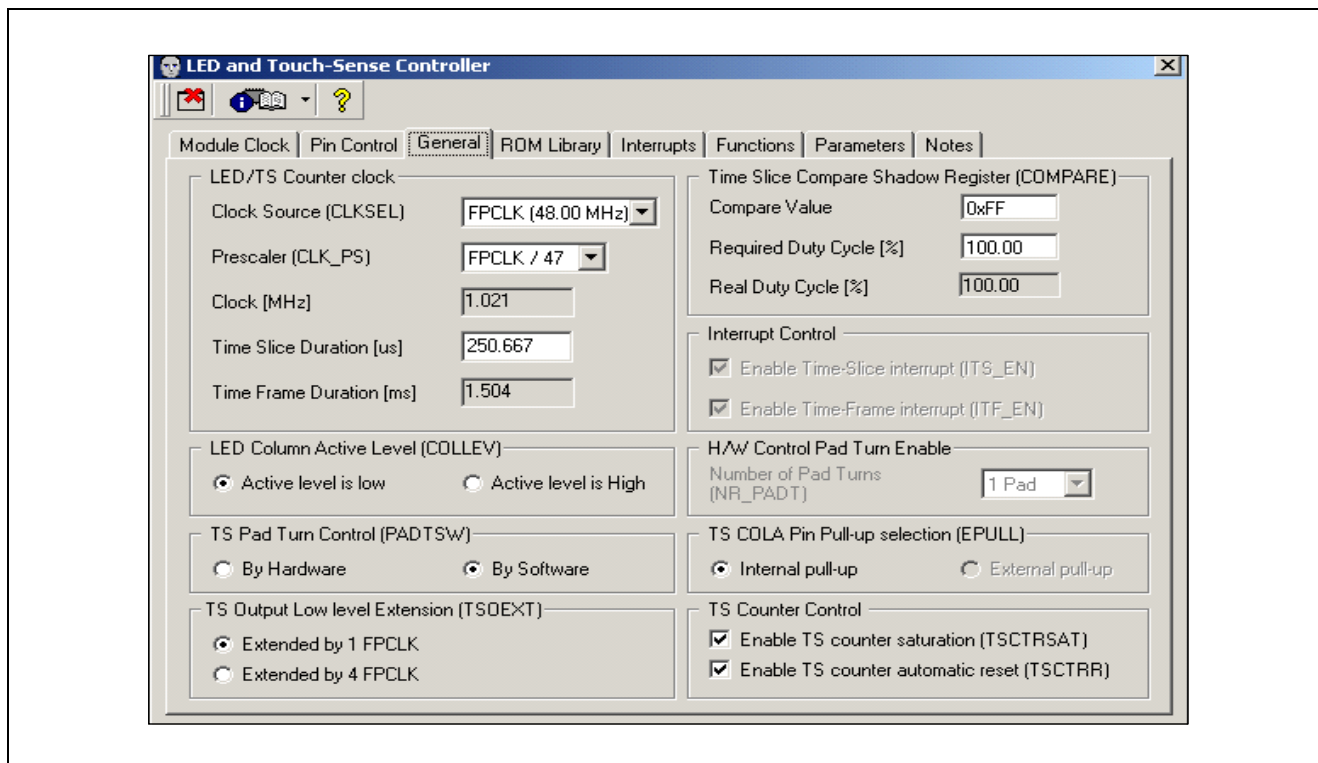 LED and Touch-Sense Controller
Module Clock Pin Control General ROM Library Interrupts Functions Parameters Notes
LED/TS Counter clock
Clock Source (CLKSEL) FPCLK (48.00 MHz)
Prescaler (CLK_PS) FPCLK / 47
Clock [MHz] 1.021
Time Slice Duration [us] 250.667
Time Frame Duration [ms] 1.504
Time Slice Compare Shadow Register (COMPARE)
Compare Value 0xFF
Required Duty Cycle [%] 100.00
Real Duty Cycle [%] 100.00
Interrupt Control
Enable Time-Slice interrupt (ITS_EN)
Enable Time-Frame interrupt (ITF_EN)
LED Column Active Level (COLLEV)
Active level is low Active level is High
H/W Control Pad Turn Enable
Number of Pad Turns
(NR_PADT) 1 Pad
TS Pad Turn Control (PADTSW)
By Hardware By Software
TS COLA Pin Pull-up selection (EPULL)
Internal pull-up External pull-up
TS Output Low level Extension (TSOEXT)
Extended by 1 FPCLK
Extended by 4 FPCLK
TS Counter Control
Enable TS counter saturation (TSCTRSAT)
Enable TS counter automatic reset (TSCTRR)